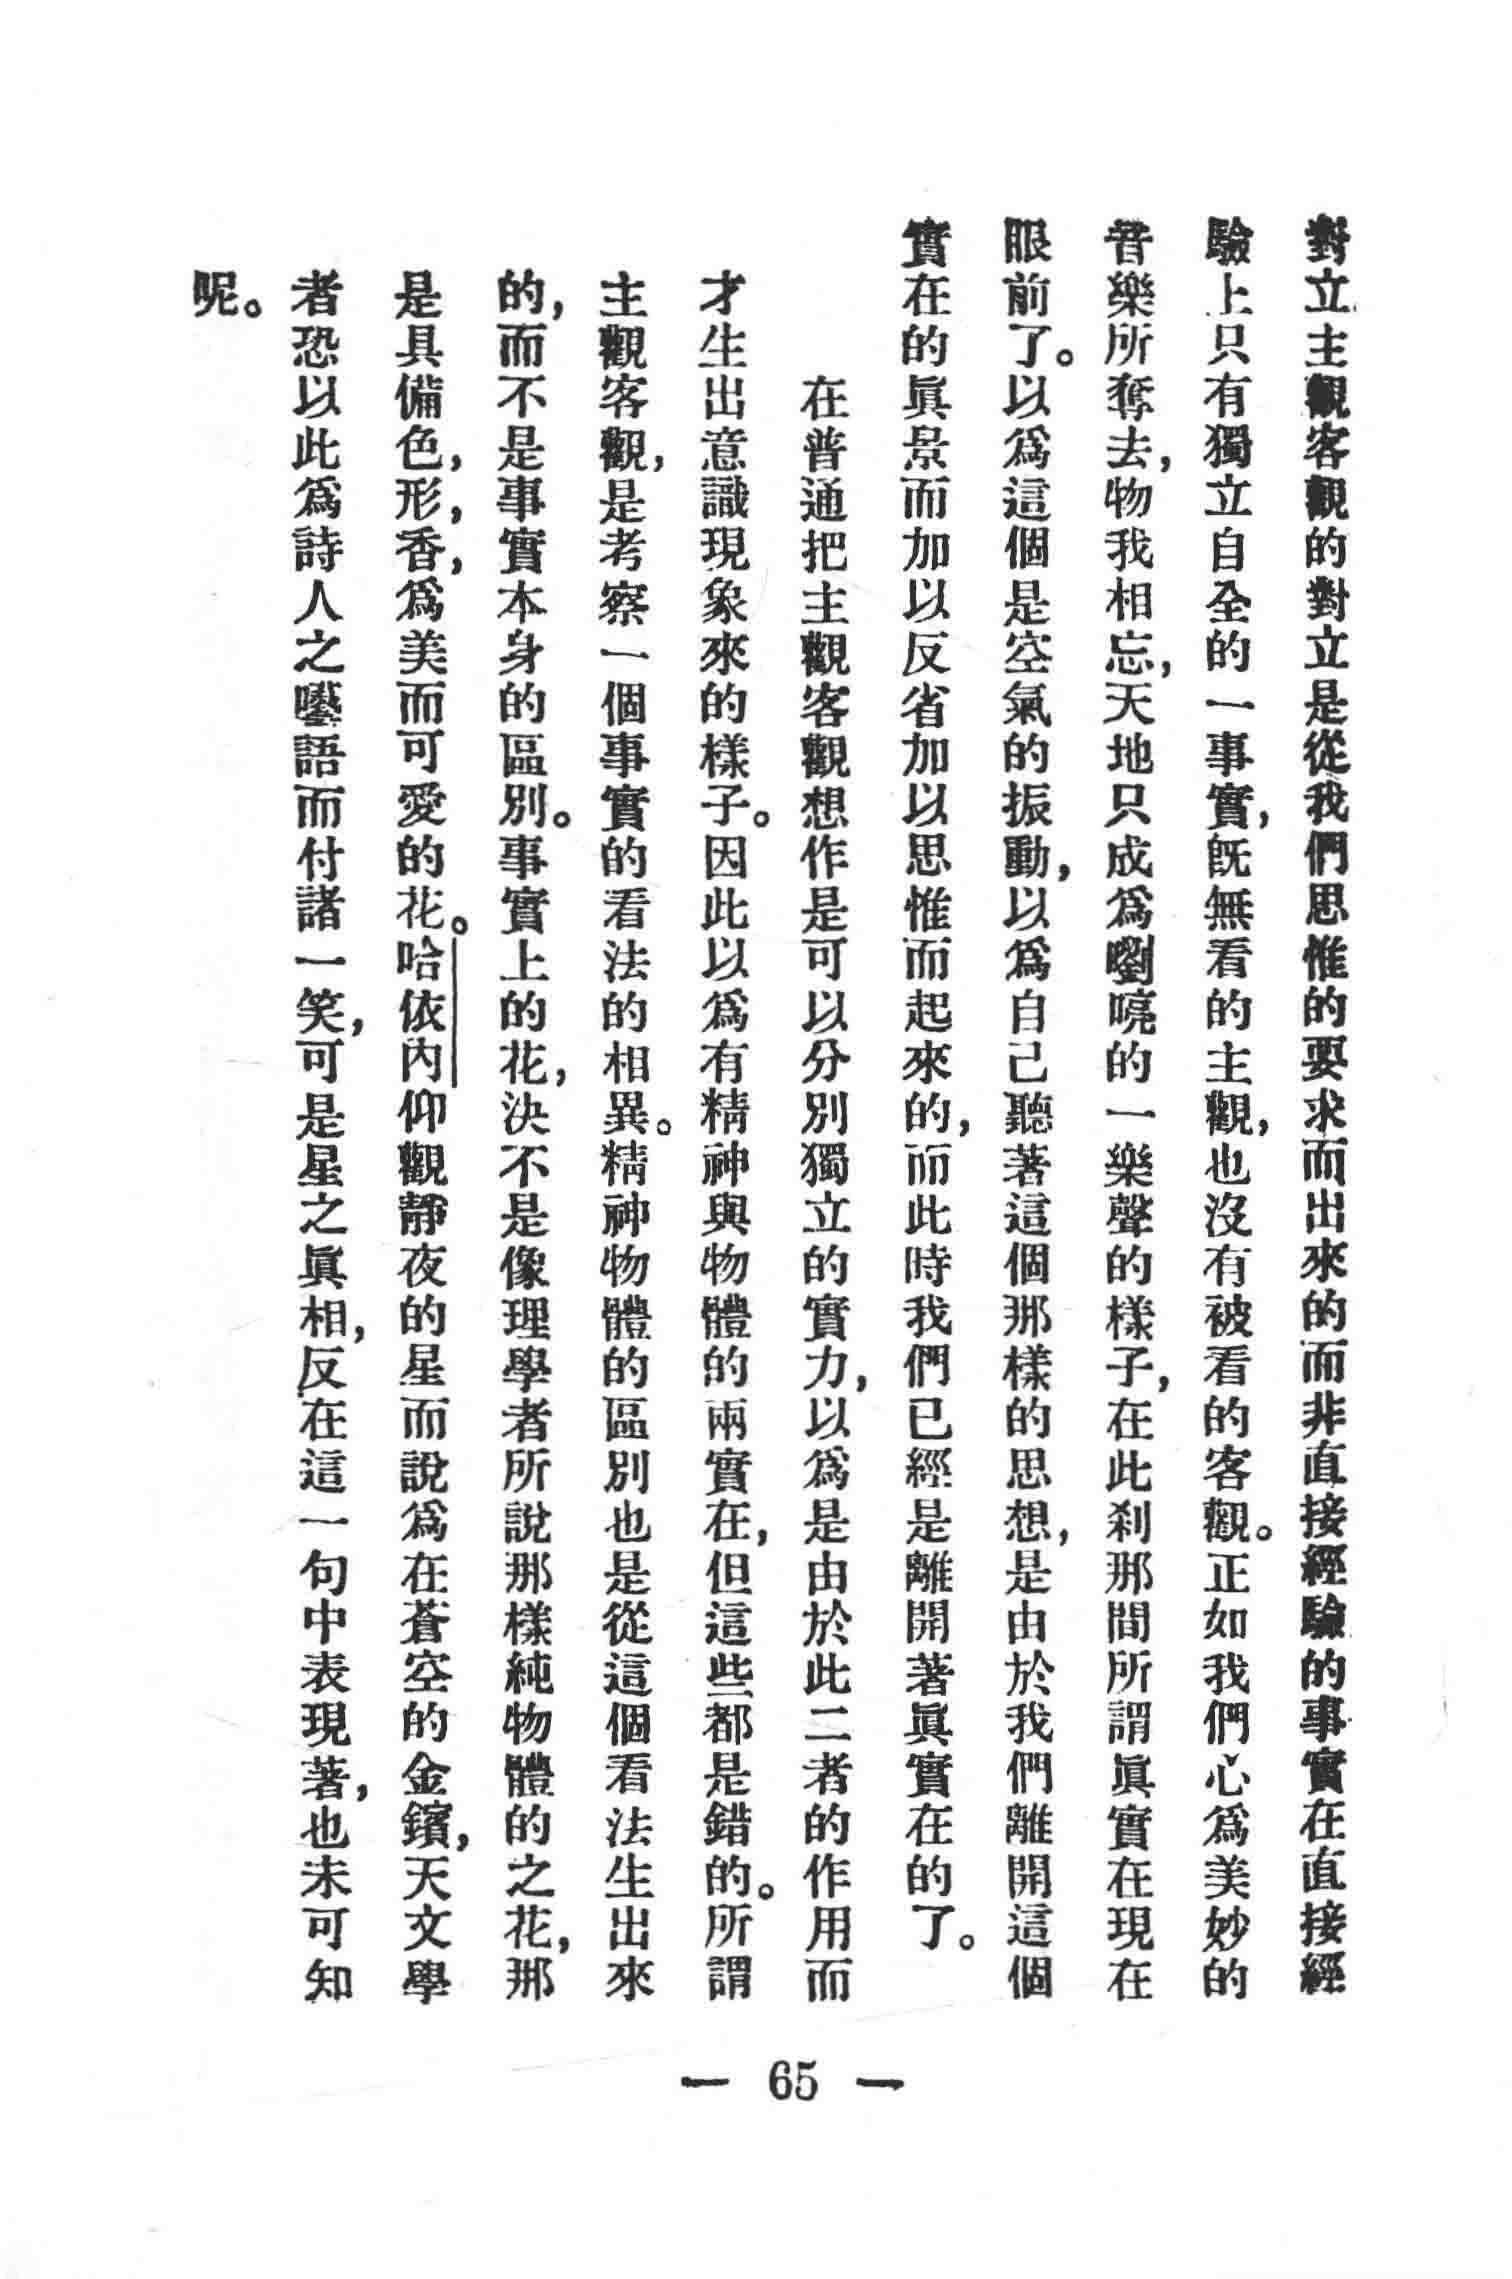 對立主觀客觀的對立是從我們思惟的要求而出來的而非直接經驗的事實在直接經
驗上只有獨立自全的一事實，旣無看的主觀，也沒有被看的客觀。正如我們心爲美妙的
音樂所奪去，物我相忘，天地只成爲嚠喨的一樂聲的樣子，在此刹那間所謂眞實在現在
眼前了。以爲這個是空氣的振動，以爲自己聽著這個那樣的思想，是由於我們離開這個
實在的眞景而加以反省加以思惟而起來的，而此時我們已經是離開著眞實在的了。
在普通把主觀客觀想作是可以分別獨立的實力，以爲是由於此二者的作用而
才生出意識現象來的樣子。因此以爲有精神與物體的兩實在，但這些都是錯的。所謂
主觀客觀，是考察一個事實的看法的相異。精神物體的區別也是從這個看法生出來
的，而不是事實本身的區別。事實上的花，決不是像理學者所說那樣純物體的之花，那
是具備色，形，香，爲美而可愛的花。哈依內仰觀靜夜的星而說爲在蒼空的金鑌，天文學
者恐以此爲詩人之囈語而付諸一笑，可是星之眞相，反在這一句中表現著，也未可知
呢。
— 65 —